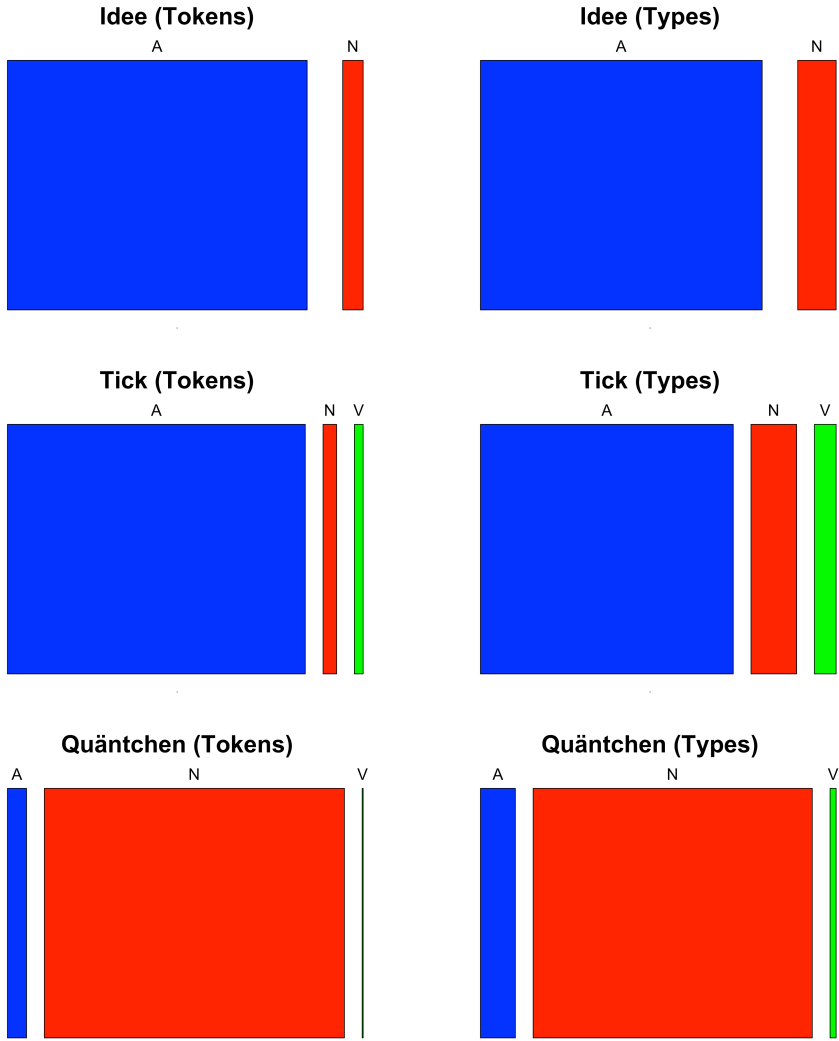 Idee (Tokens)
A N
Idee (Types)
A N
Tick (Tokens)
A N V
Tick (Types)
A N V
Quäntchen (Tokens)
A N V
Quäntchen (Types)
A N V